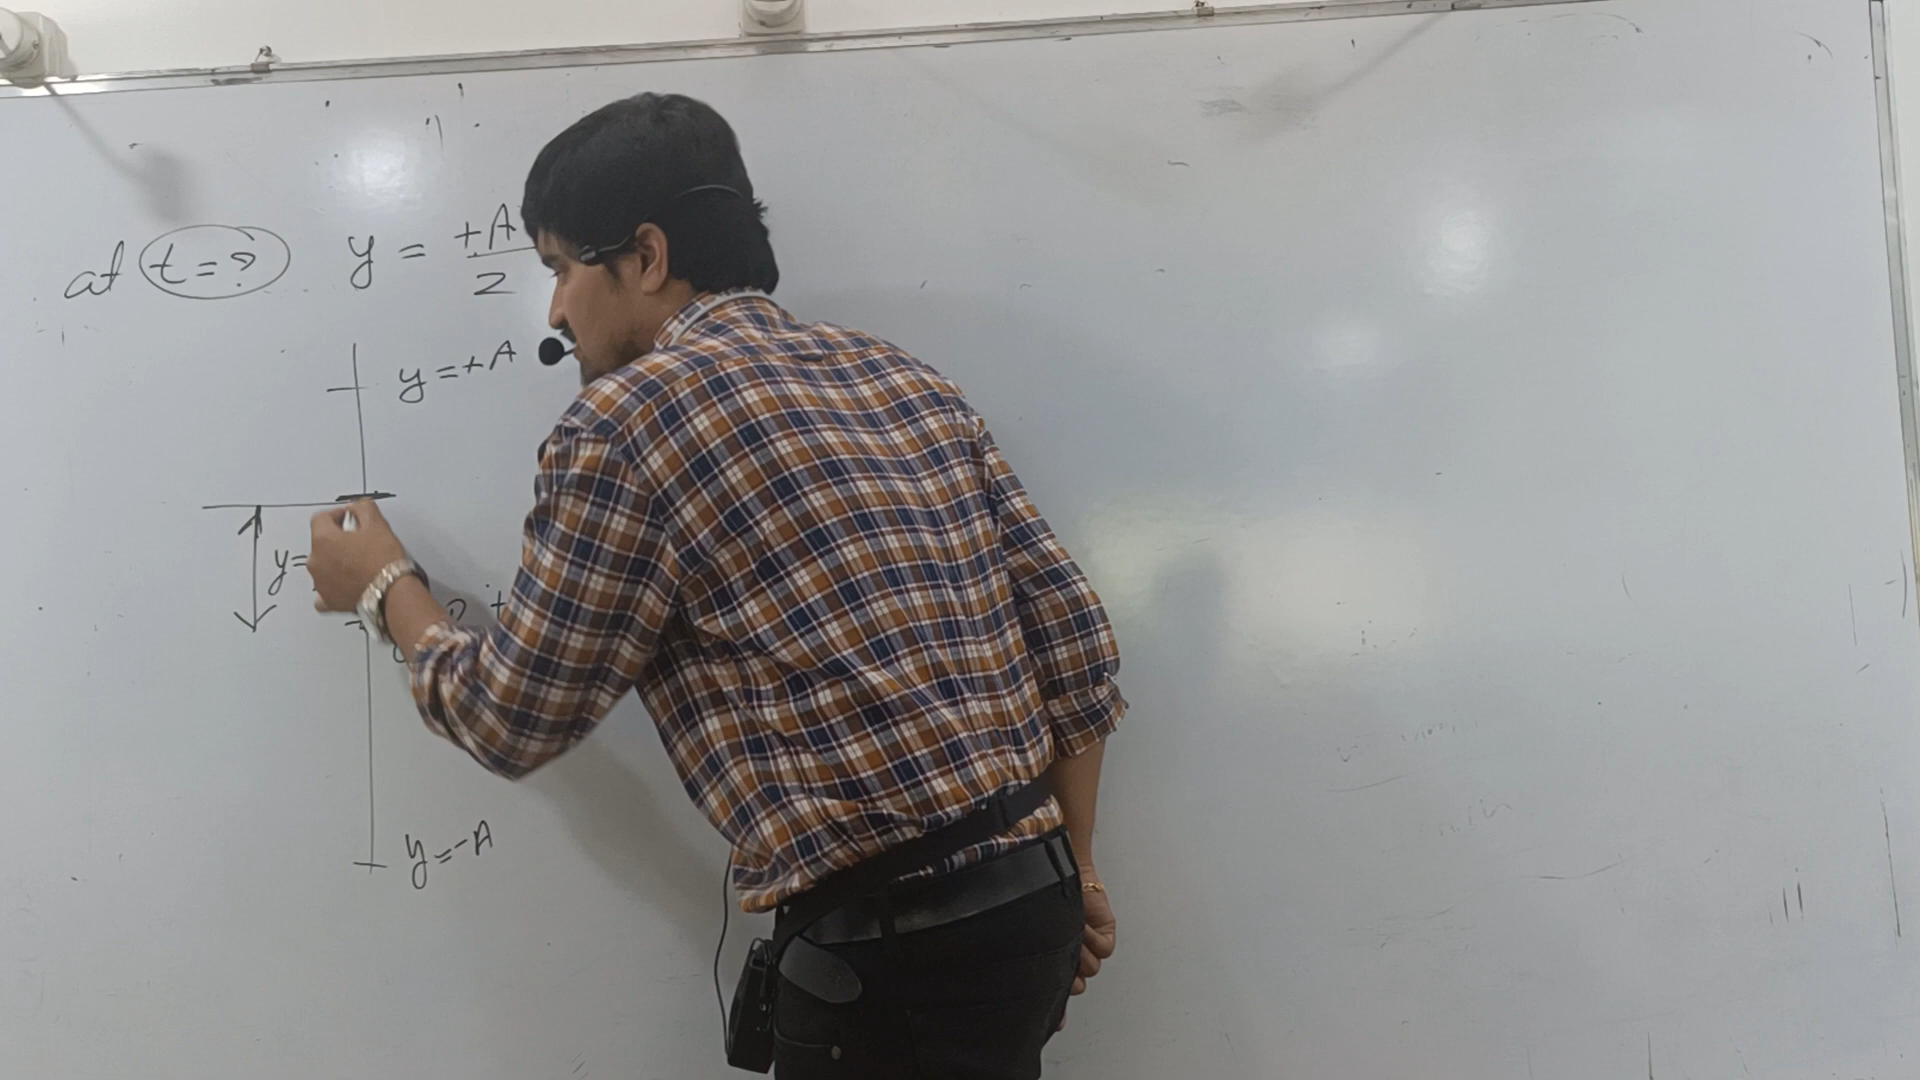 at t=? y = +A/2
y=+A
y=
y=-A